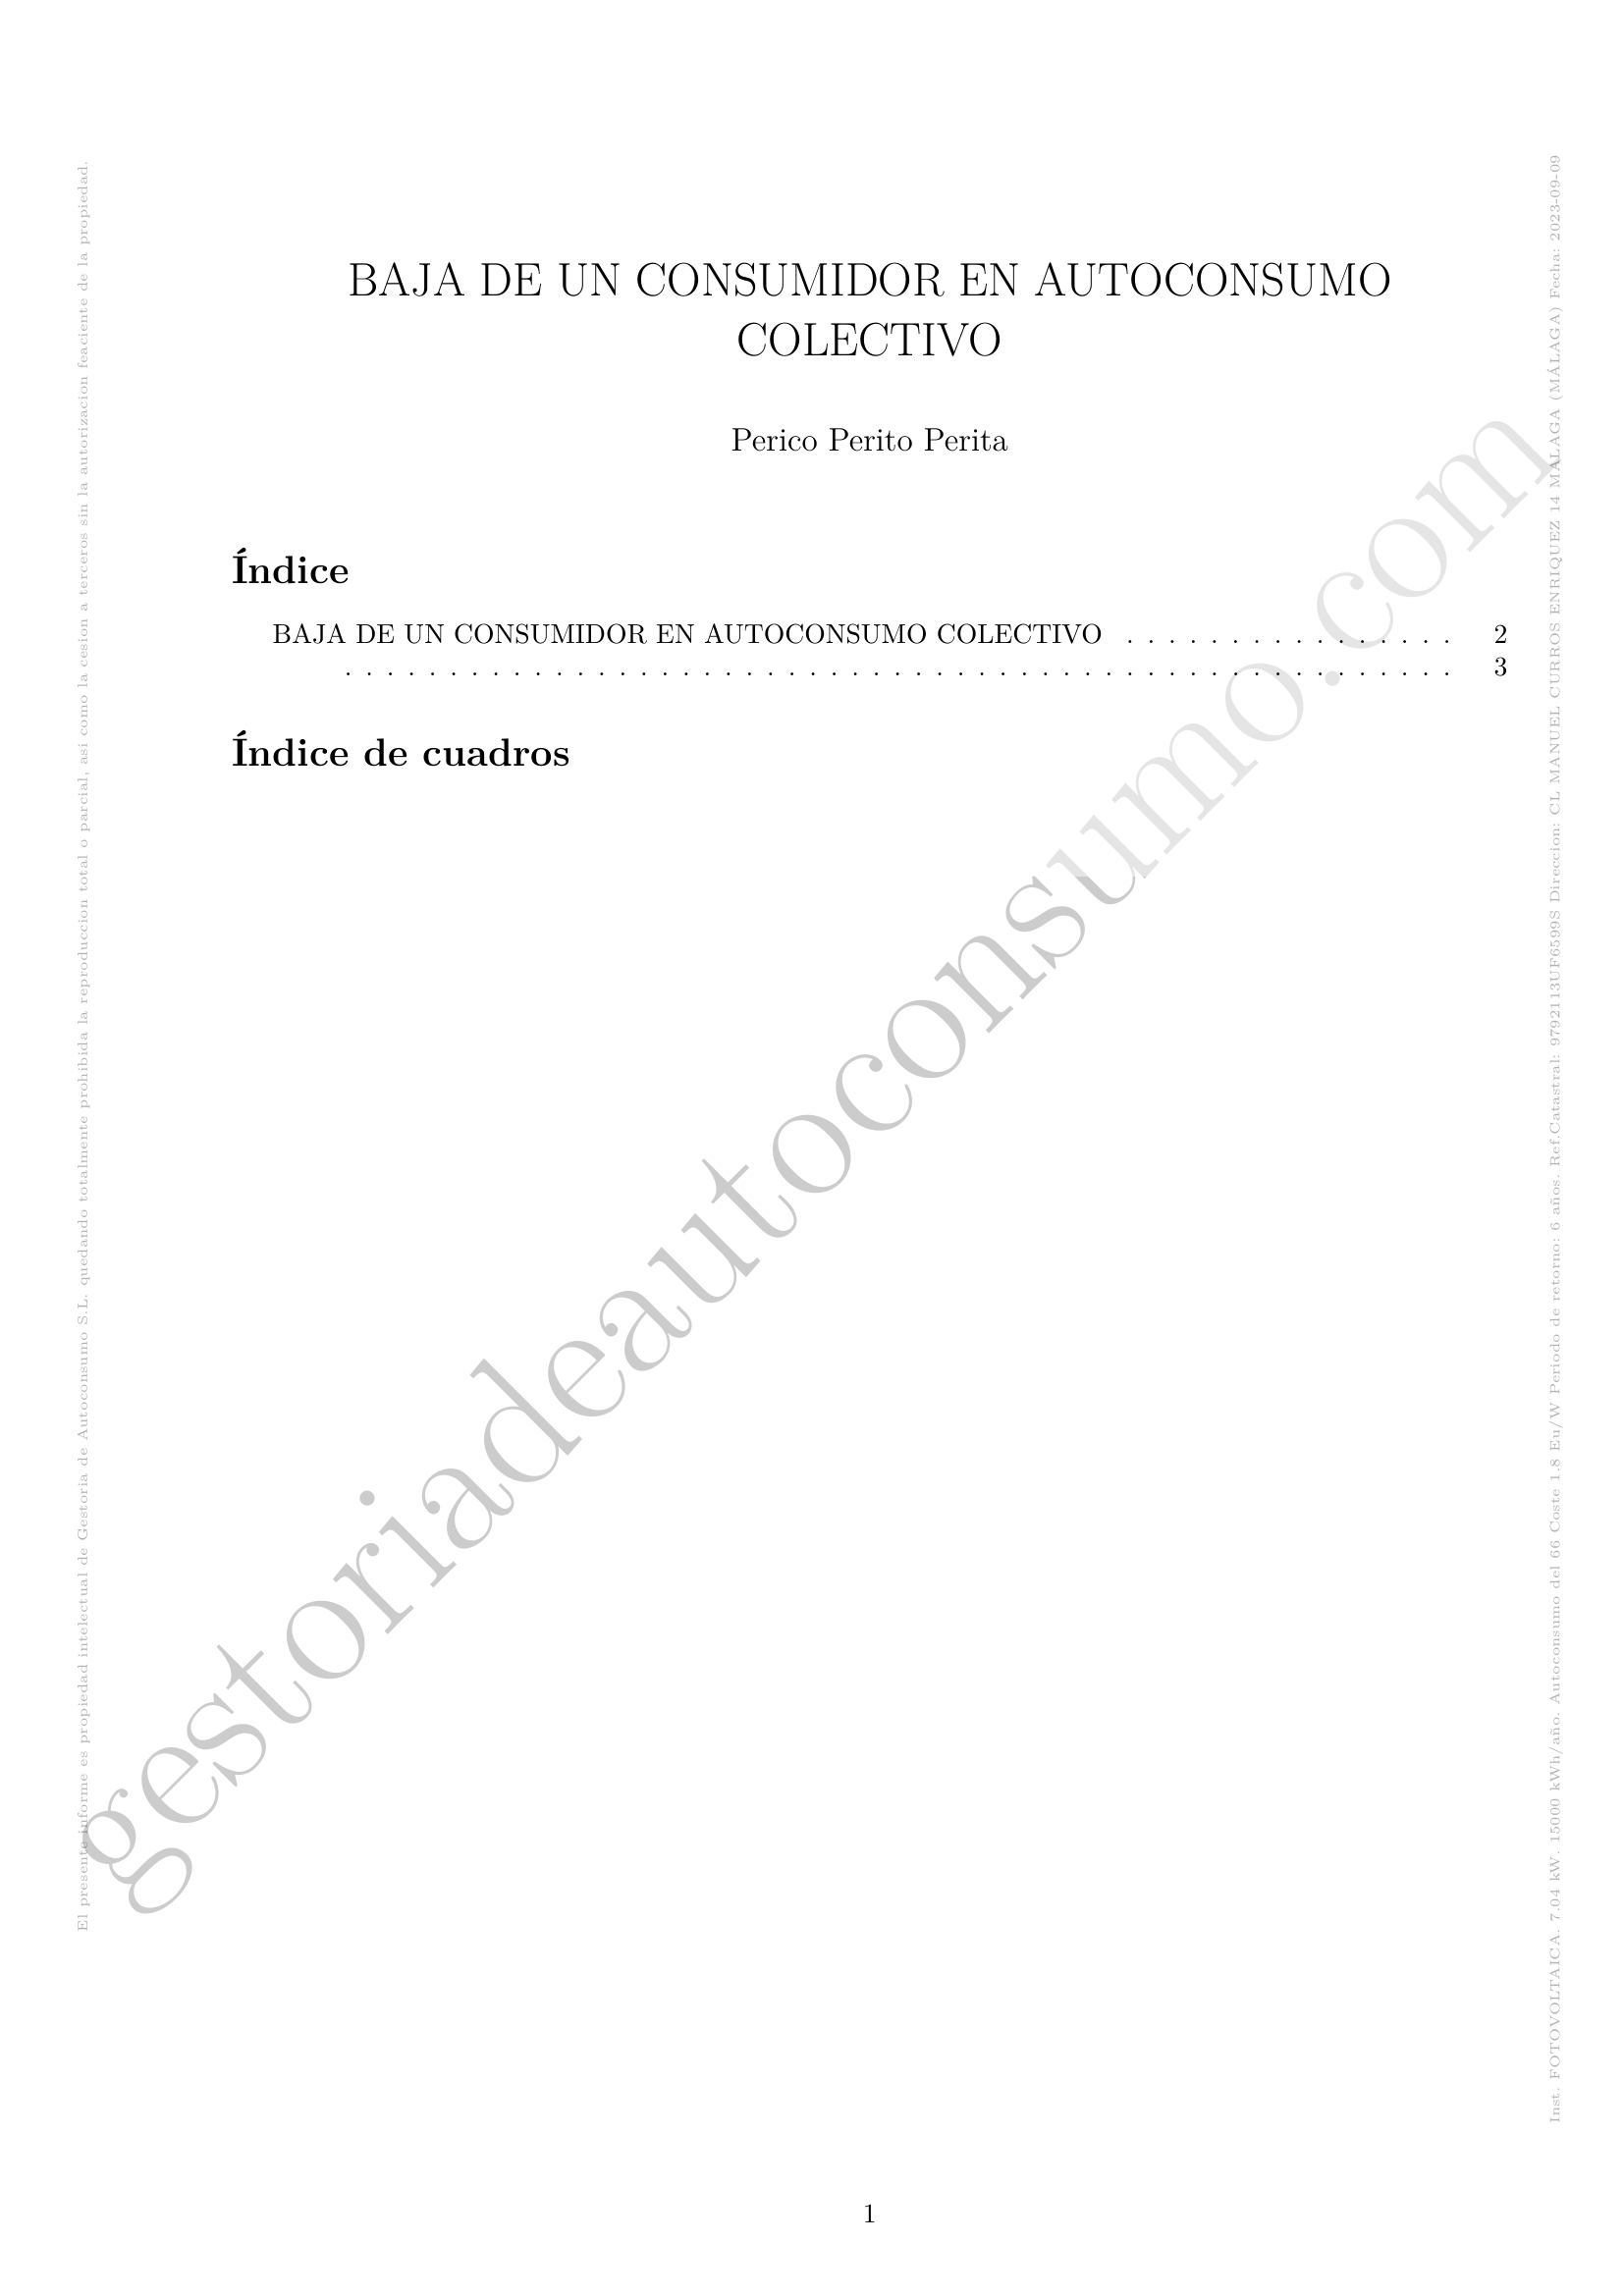 BAJA DE UN CONSUMIDOR EN AUTOCONSUMO
COLECTIVO
Perico Perito Perita
Índice
BAJA DE UN CONSUMIDOR EN AUTOCONSUMO COLECTIVO . . . . . . . . . . . . . . . . 2
. . . . . . . . . . . . . . . . . . . . . . . . . . . . . . . . . . . . . . . . . . . . . . . . . . . . . 3
Índice de cuadros
gestoriadeautoconsumo.com
El presente informe es propiedad intelectual de Gestoria de Autoconsumo S.L. quedando totalmente prohibida la reproduccion total o parcial, asi como la cesion a terceros sin la autorizacion feaciente de la propiedad.
Inst. FOTOVOLTAICA. 7.04 kW. 15000 kWh/año. Autoconsumo del 66 Coste 1.8 Eu/W Periodo de retorno: 6 años. Ref.Catastral: 9792113UF6599S Direccion: CL MANUEL CURROS ENRIQUEZ 14 MALAGA (MÁLAGA) Fecha: 2023-09-09
1